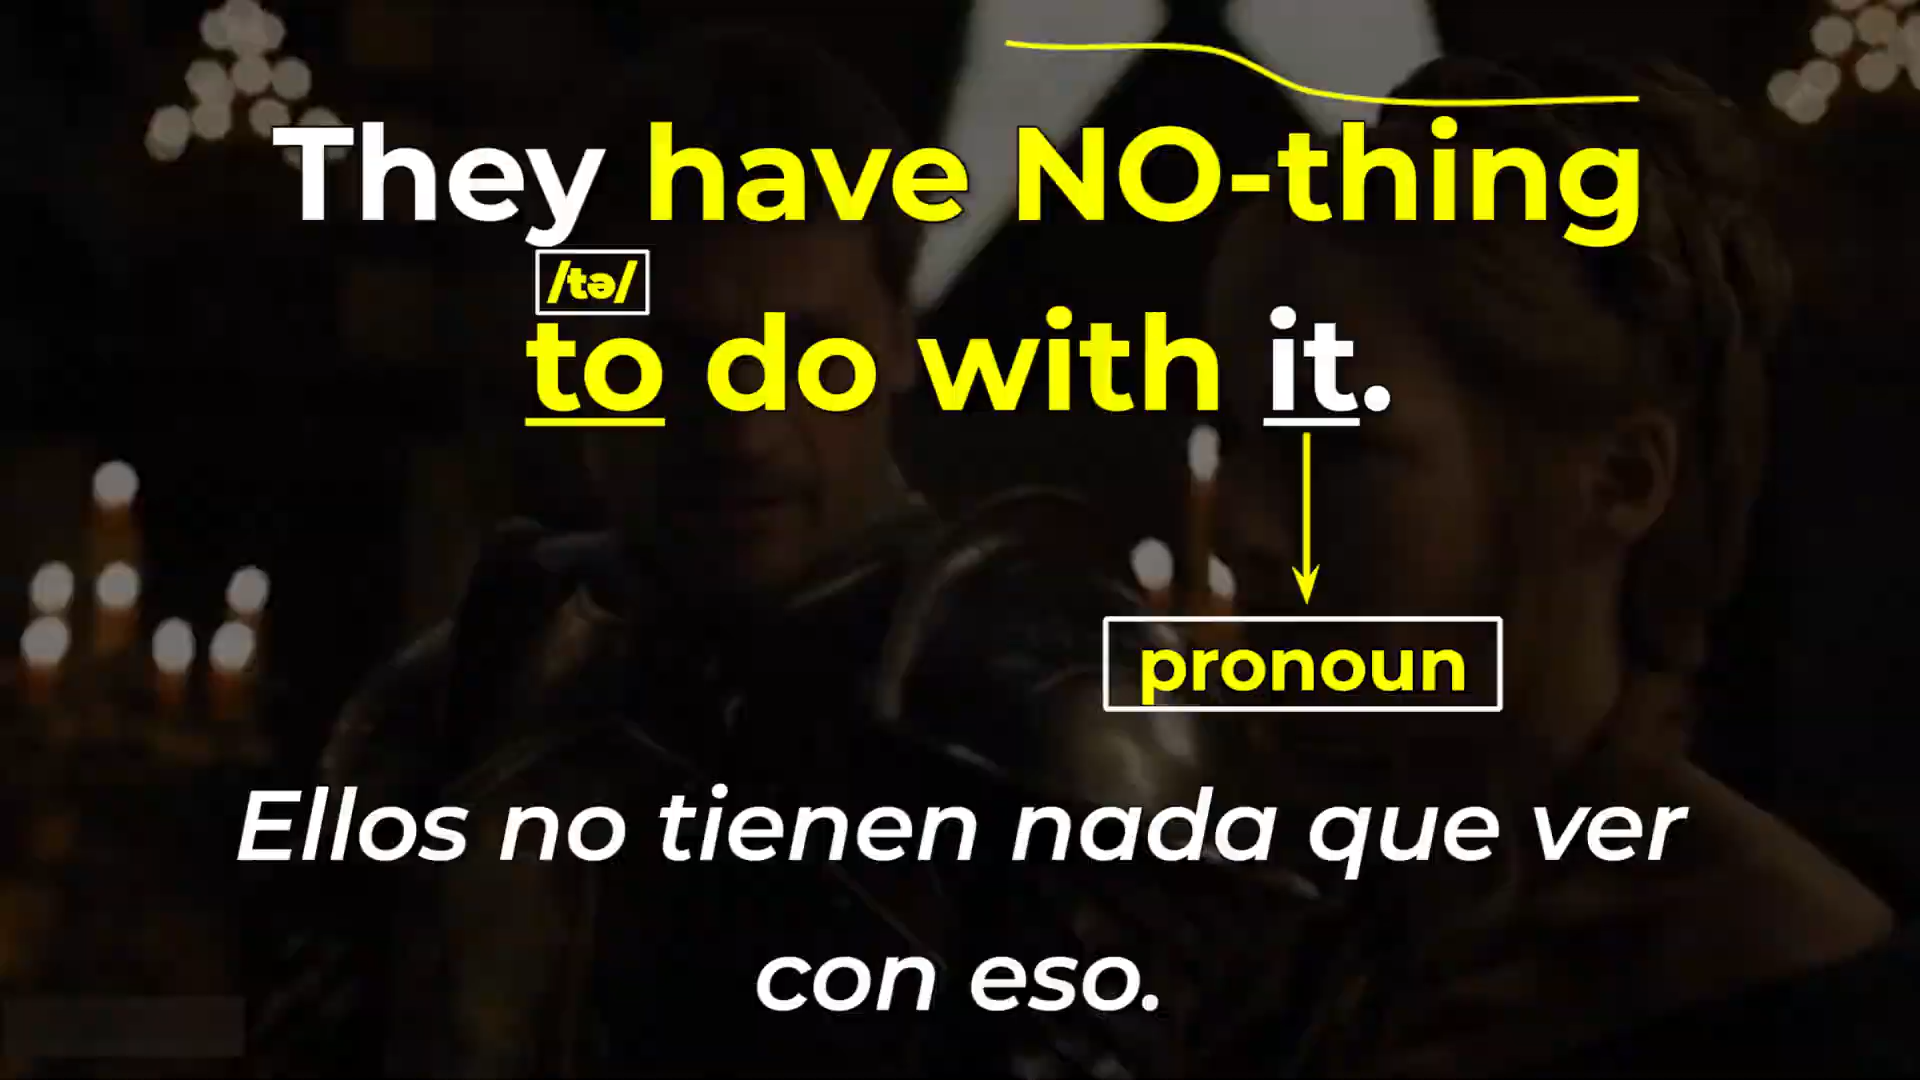 They have NO-thing
/tə/
to do with it.
pronoun
Ellos no tienen nada que ver
con eso.